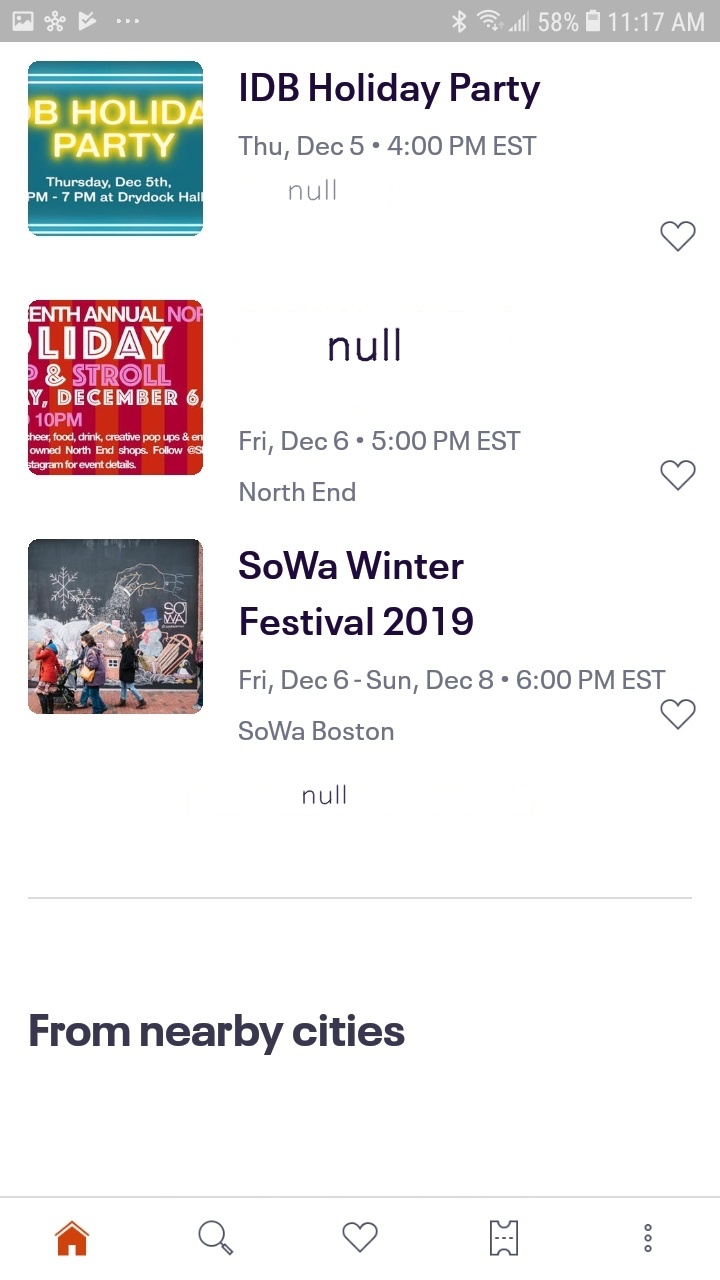 58% 11:17 AM
DB HOLIDA
PARTY
Thursday, Dec 5th,
PM - 7 PM at Drydock Hall
IDB Holiday Party
Thu, Dec 5 • 4:00 PM EST
null
ENTH ANNUAL NOR
LIDAY
P & STROLL
Y, DECEMBER 6,
10PM
cheer, food, drink, creative pop ups & en
owned North End shops. Follow @S
stagram for event details.
null
Fri, Dec 6 • 5:00 PM EST
North End
SO
WA
SoWa Winter
Festival 2019
Fri, Dec 6 - Sun, Dec 8 • 6:00 PM EST
SoWa Boston
null
From nearby cities